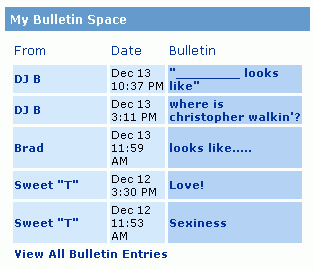 My Bulletin Space
From Date Bulletin
DJ B Dec 13 10:37 PM "_________ looks like"
DJ B Dec 13 3:11 PM where is christopher walkin'?
Brad Dec 13 11:59 AM looks like.....
Sweet "T" Dec 12 3:30 PM Love!
Sweet "T" Dec 12 11:53 AM Sexiness
View All Bulletin Entries